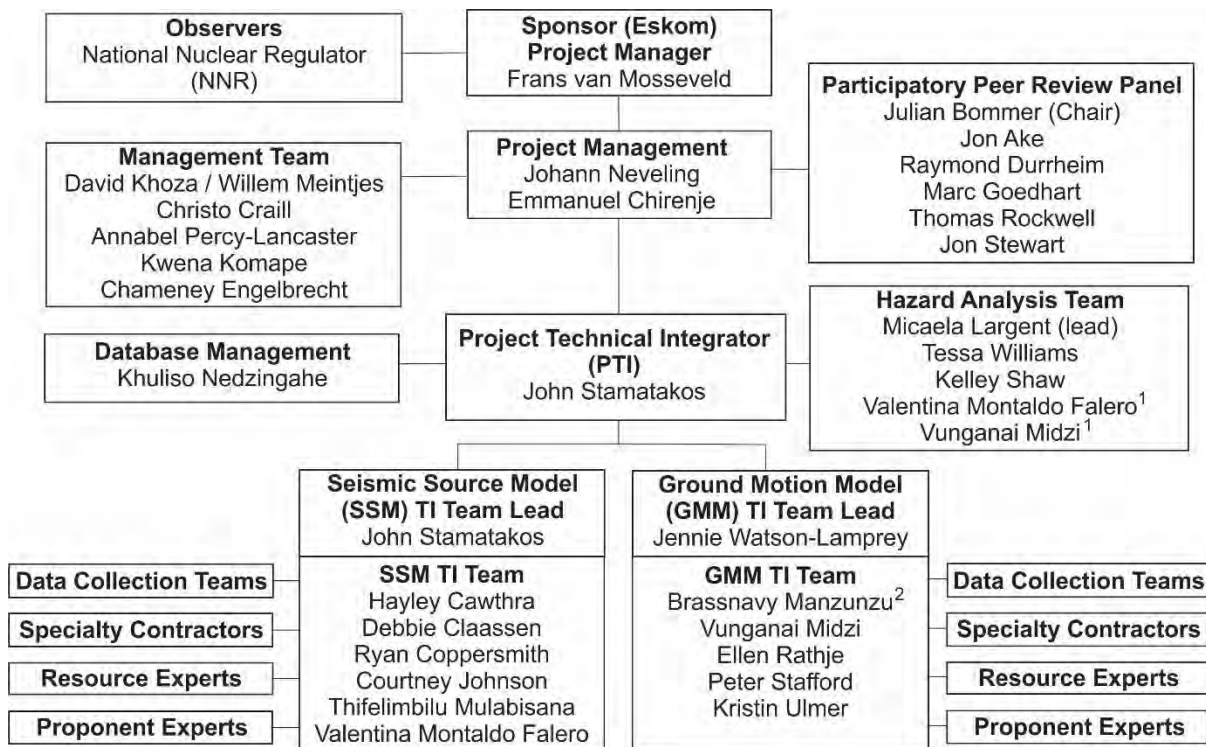 Observers
National Nuclear Regulator
(NNR)
Sponsor (Eskom)
Project Manager
Frans van Mosseveld
Participatory Peer Review Panel
Julian Bommer (Chair)
Jon Ake
Raymond Durrheim
Marc Goedhart
Thomas Rockwell
Jon Stewart
Management Team
David Khoza / Willem Meintjes
Christo Craill
Annabel Percy-Lancaster
Kwena Komape
Chameney Engelbrecht
Project Management
Johann Neveling
Emmanuel Chirenje
Hazard Analysis Team
Micaela Largent (lead)
Tessa Williams
Kelley Shaw
Valentina Montaldo Falero¹
Vunganai Midzi¹
Database Management
Khuliso Nedzingahe
Project Technical Integrator
(PTI)
John Stamatakos
Seismic Source Model
(SSM) TI Team Lead
John Stamatakos
Ground Motion Model
(GMM) TI Team Lead
Jennie Watson-Lamprey
Data Collection Teams
Specialty Contractors
Resource Experts
Proponent Experts
SSM TI Team
Hayley Cawthra
Debbie Claassen
Ryan Coppersmith
Courtney Johnson
Thifelimbilu Mulabisana
Valentina Montaldo Falero
GMM TI Team
Brassnavy Manzunzu²
Vunganai Midzi
Ellen Rathje
Peter Stafford
Kristin Ulmer
Data Collection Teams
Specialty Contractors
Resource Experts
Proponent Experts